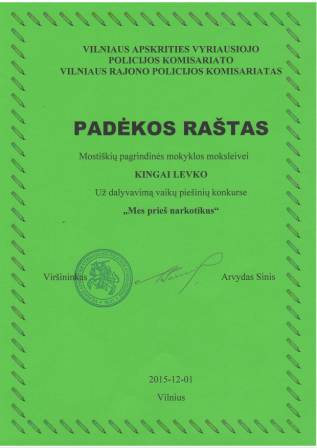 VILNIAUS APSKRITIES VYRIAUSIOJO
POLICIJOS KOMISARIATO
VILNIAUS RAJONO POLICIJOS KOMISARIATAS
PADĖKOS RAŠTAS
Mostiškių pagrindinės mokyklos moksleivei
KINGAI LEVKO
Už dalyvavimą vaikų piešinių konkurse
„Mes prieš narkotikus“
Viršininkas Arvydas Sinis
2015-12-01
Vilnius